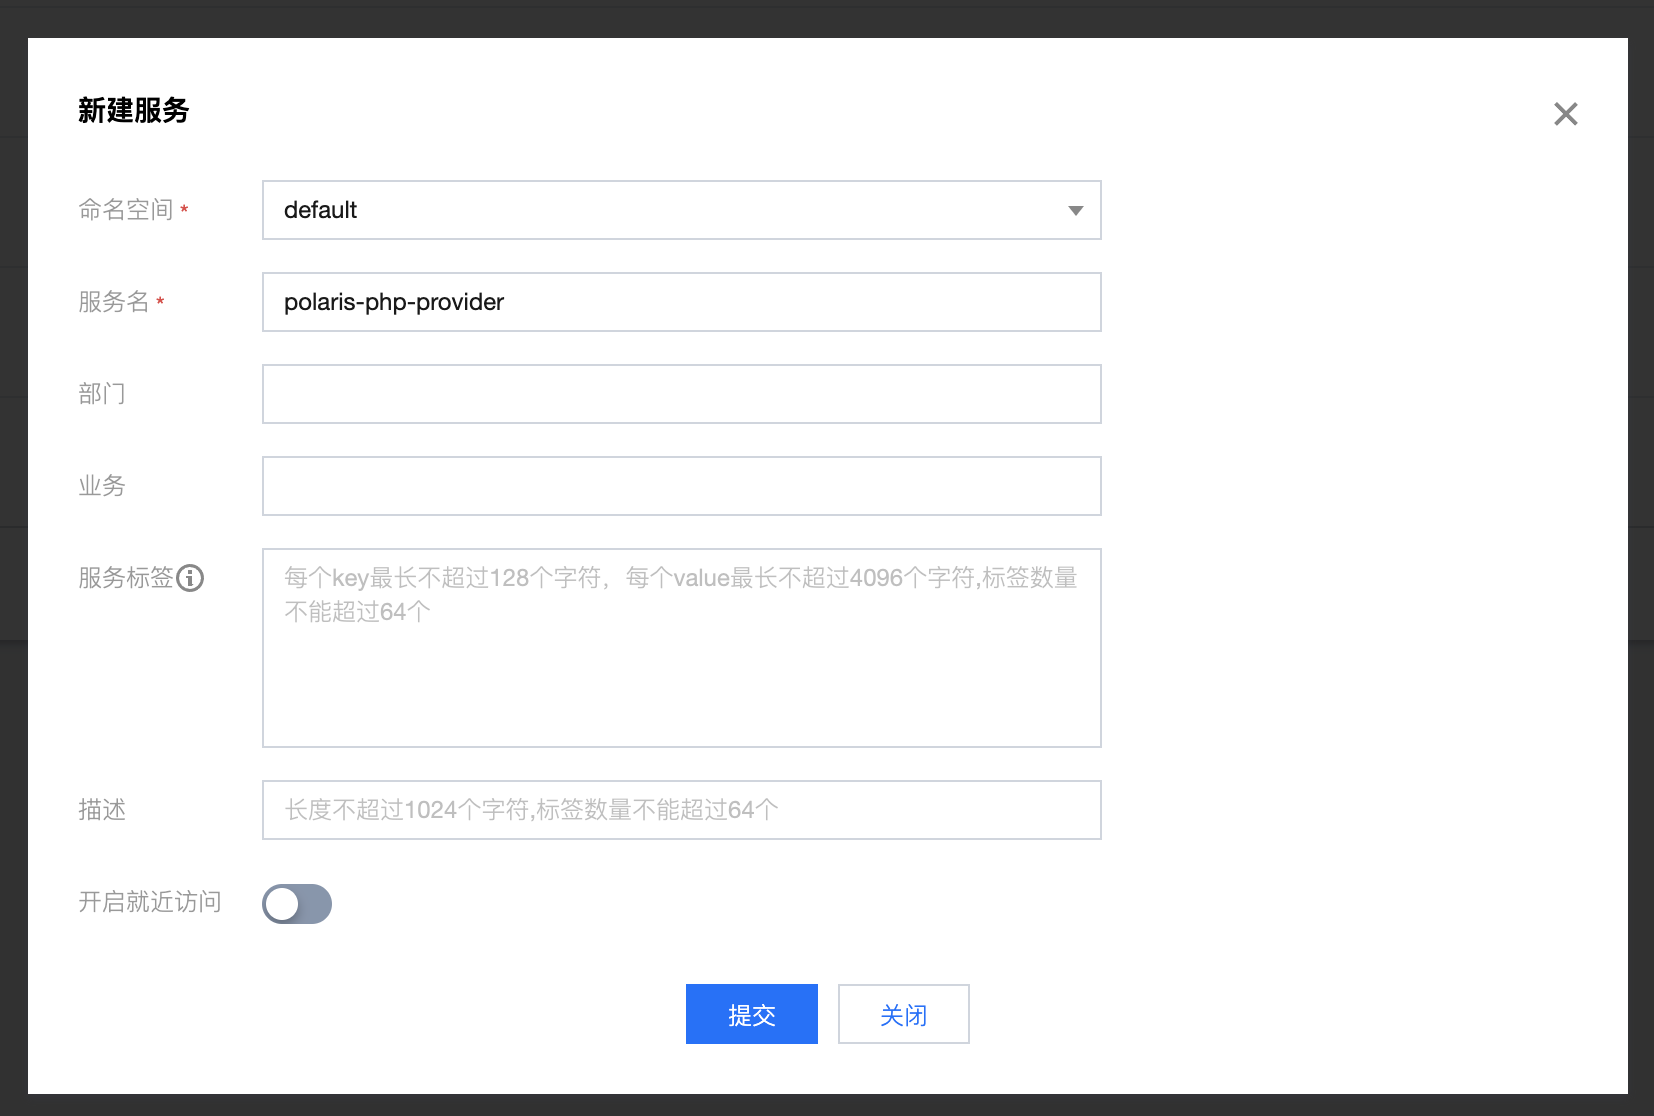 新建服务
命名空间 *
default
服务名 *
polaris-php-provider
部门
业务
服务标签
每个key最长不超过128个字符，每个value最长不超过4096个字符,标签数量
不能超过64个
描述
长度不超过1024个字符,标签数量不能超过64个
开启就近访问
提交
关闭